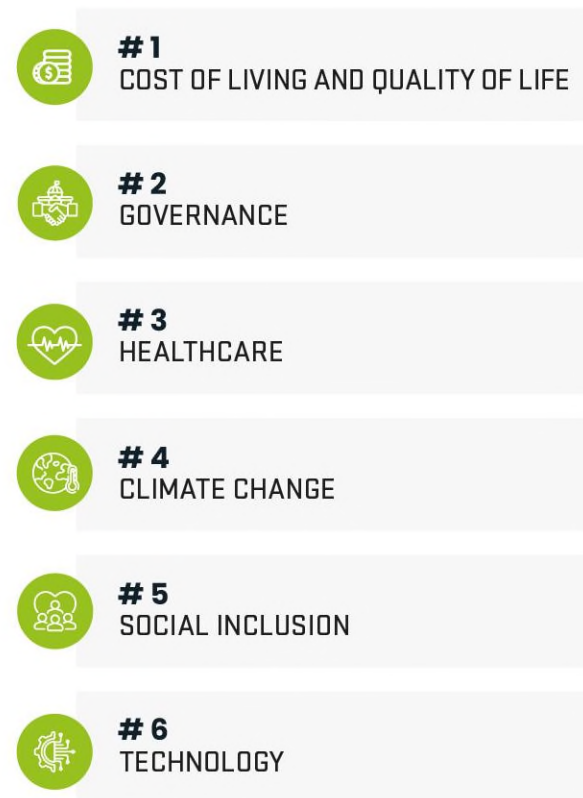 # 1
COST OF LIVING AND QUALITY OF LIFE
# 2
GOVERNANCE
# 3
HEALTHCARE
# 4
CLIMATE CHANGE
# 5
SOCIAL INCLUSION
# 6
TECHNOLOGY